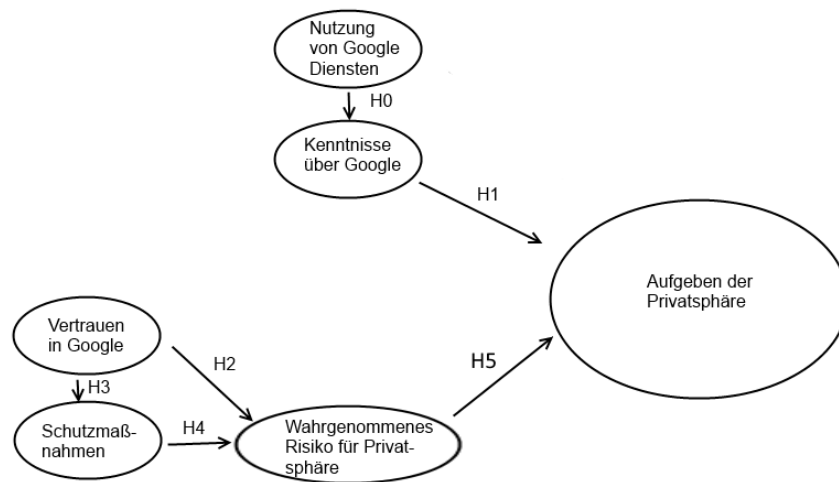 Nutzung
von Google
Diensten
H0
Kenntnisse
über Google
H1
Aufgeben der
Privatsphäre
Vertrauen
in Google
H2
H3
H5
Schutzmaß-
nahmen
H4
Wahrgenommenes
Risiko für Privat-
sphäre